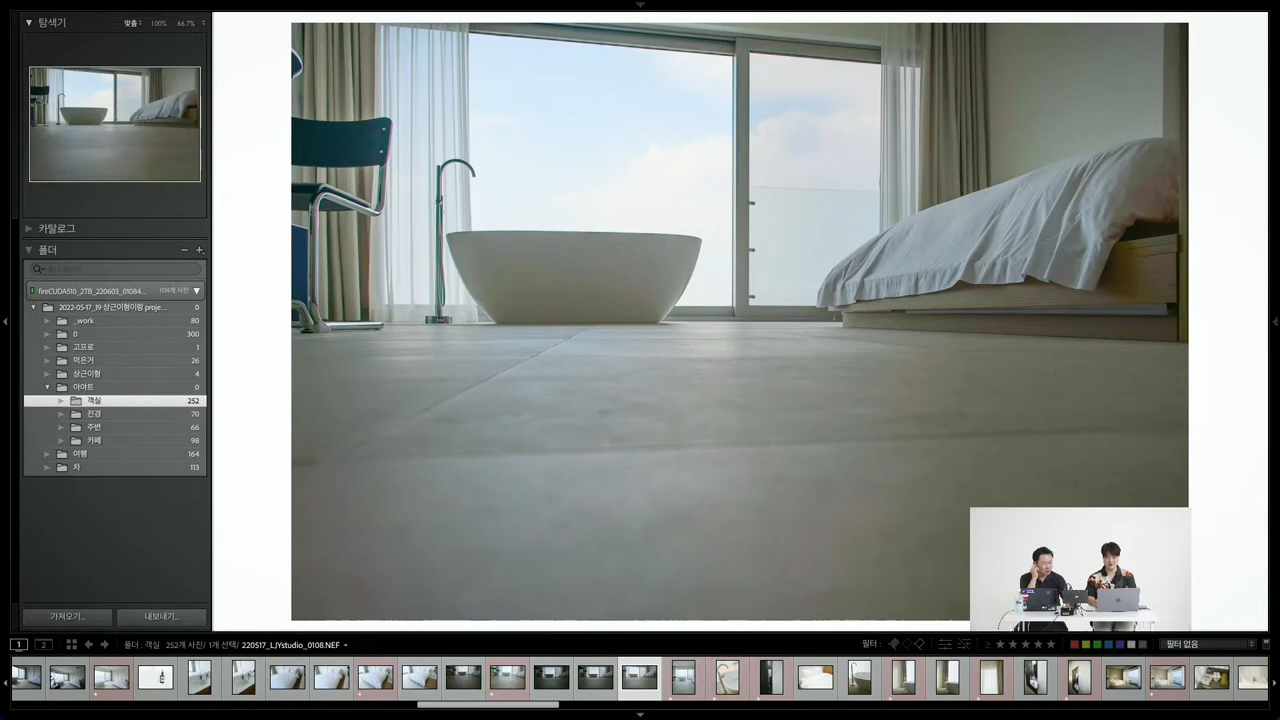 탐색기
맞춤 100% 66.7%
카탈로그
폴더
fireCUDA510_2TB_220603_01084...
2022-05-17_19 상근이형이랑 proje... 0
_work 80
0 300
고프로 1
먹은거 26
상근이형 4
아야트 0
객실 252
전경 70
주변 66
카페 98
여행 164
차 113
가져오기... 내보내기...
1 2 폴더 : 객실 252개 사진/ 1개 선택/ 220517_LJYstudio_0108.NEF 필터 : 필터 없음